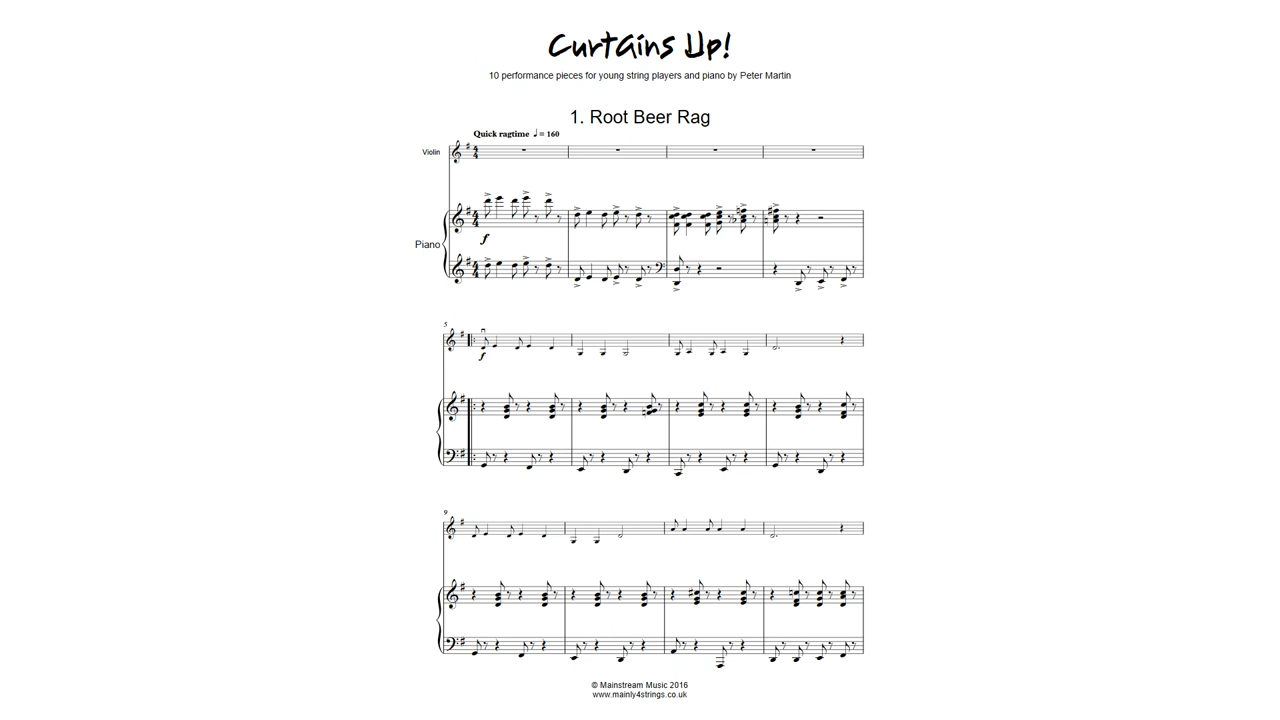 Curtains Up!
10 performance pieces for young string players and piano by Peter Martin
1. Root Beer Rag
Quick ragtime ♩ = 160
Violin
Piano
f
5
f
9
© Mainstream Music 2016
www.mainly4strings.co.uk